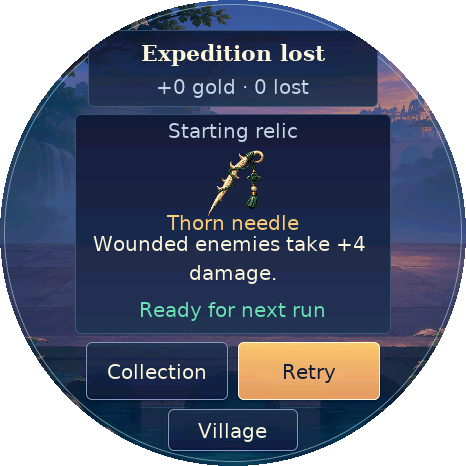 Expedition lost
+0 gold · 0 lost
Starting relic
Thorn needle
Wounded enemies take +4
damage.
Ready for next run
Collection
Retry
Village